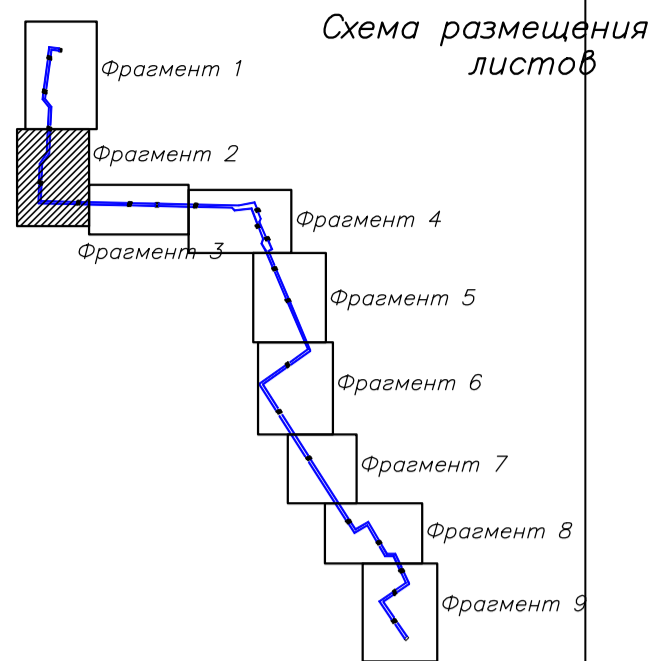 Схема размещения
листов
Фрагмент 1
Фрагмент 2
Фрагмент 3
Фрагмент 4
Фрагмент 5
Фрагмент 6
Фрагмент 7
Фрагмент 8
Фрагмент 9